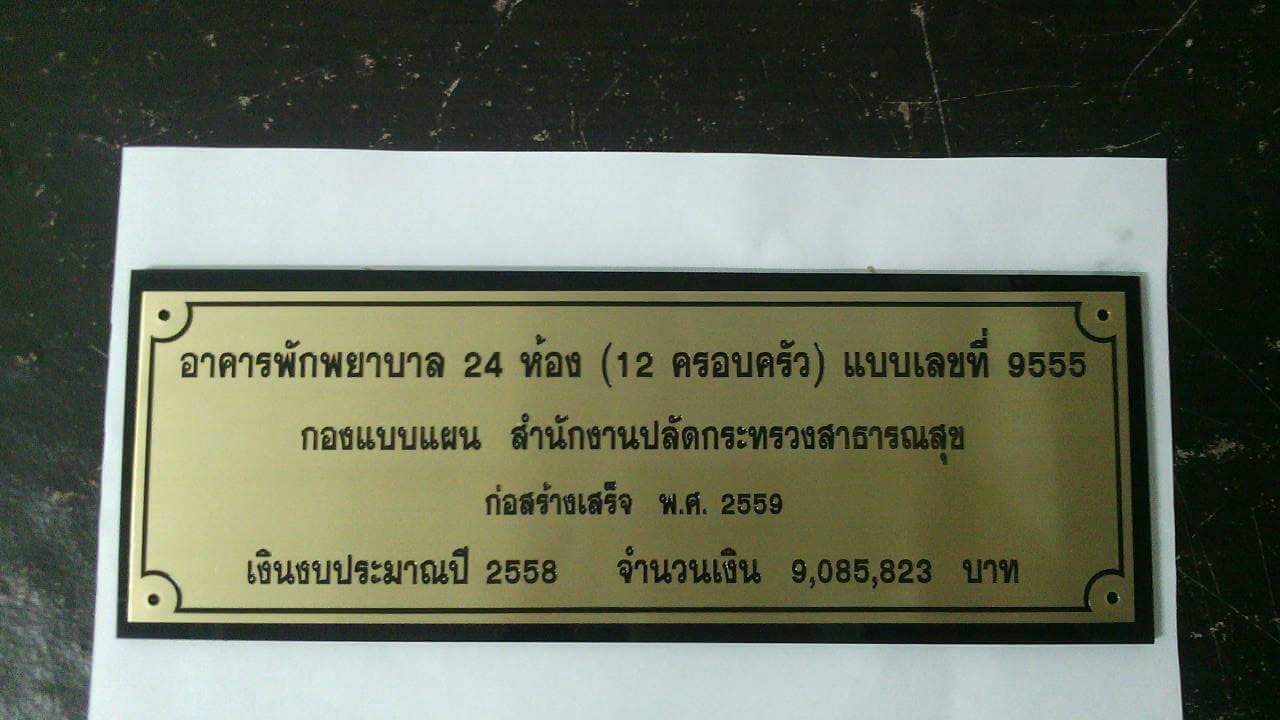 อาคารพักพยาบาล 24 ห้อง (12 ครอบครัว) แบบเลขที่ 9555
กองแบบแผน สำนักงานปลัดกระทรวงสาธารณสุข
ก่อสร้างเสร็จ พ.ศ. 2559
เงินงบประมาณปี 2558 จำนวนเงิน 9,085,823 บาท